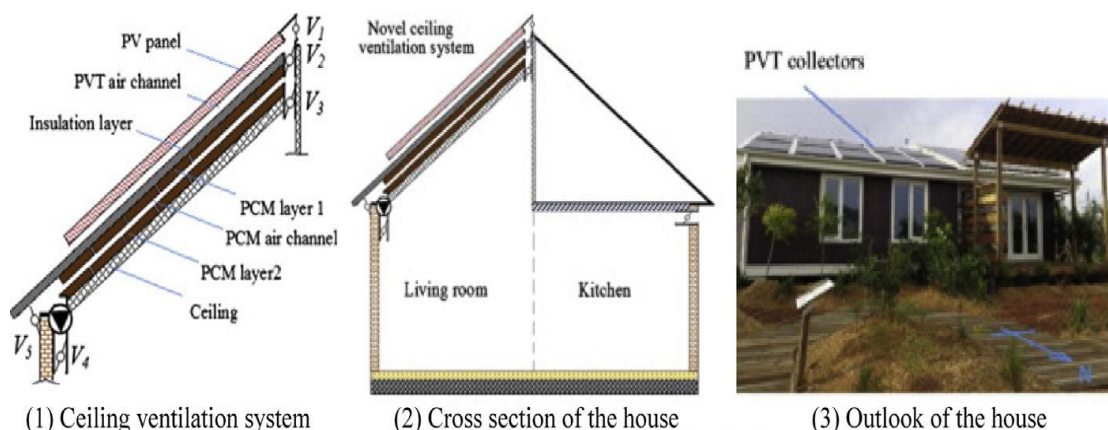 PV panel
PVT air channel
Insulation layer
V1
V2
V3
PCM layer 1
PCM air channel
PCM layer2
Ceiling
V5
V4
(1) Ceiling ventilation system
Novel ceiling
ventilation system
Living room
Kitchen
(2) Cross section of the house
PVT collectors
N
(3) Outlook of the house